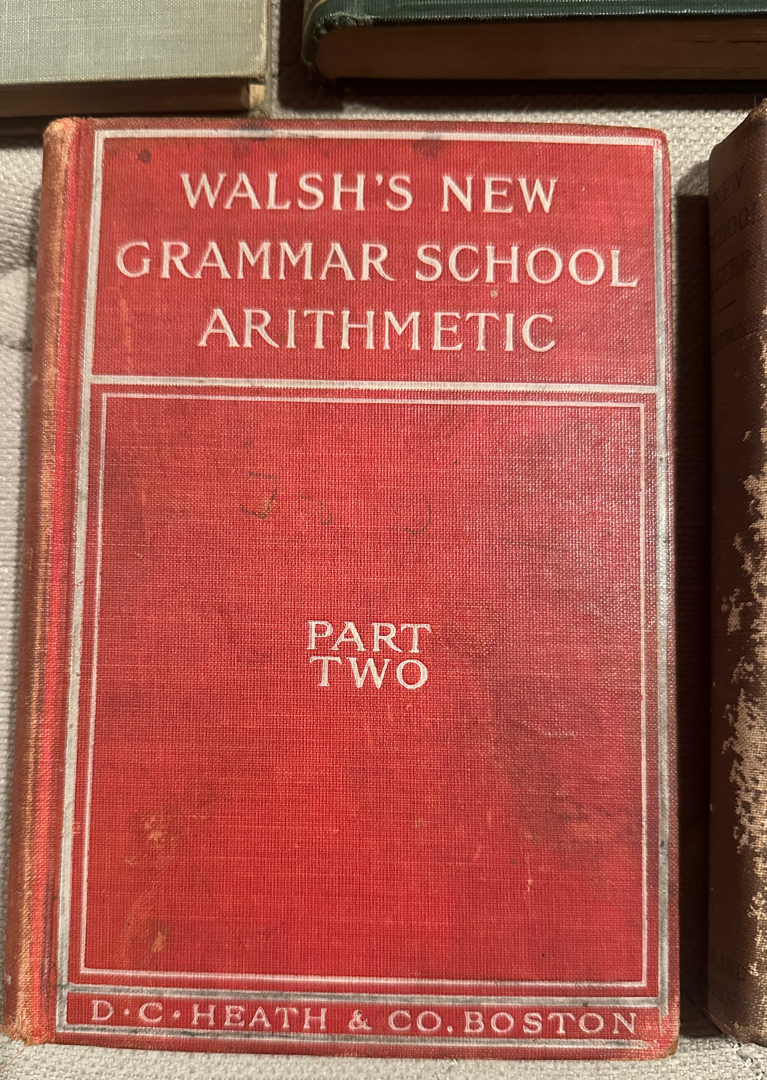 WALSH'S NEW
GRAMMAR SCHOOL
ARITHMETIC
PART
TWO
D·C·HEATH & CO. BOSTON